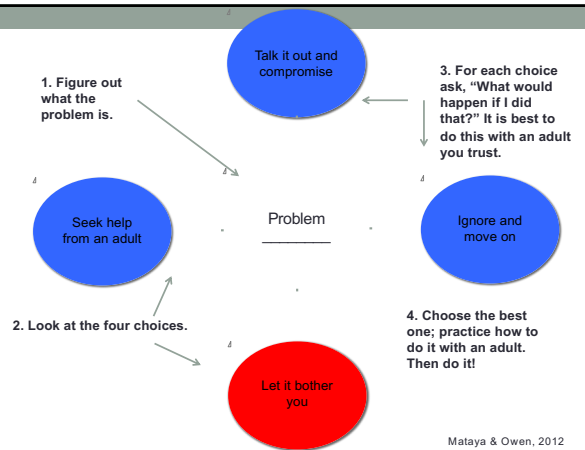 Talk it out and
compromise
1. Figure out
what the
problem is.
3. For each choice
ask, “What would
happen if I did
that?” It is best to
do this with an adult
you trust.
Seek help
from an adult
Problem
________
Ignore and
move on
2. Look at the four choices.
4. Choose the best
one; practice how to
do it with an adult.
Then do it!
Let it bother
you
Mataya & Owen, 2012